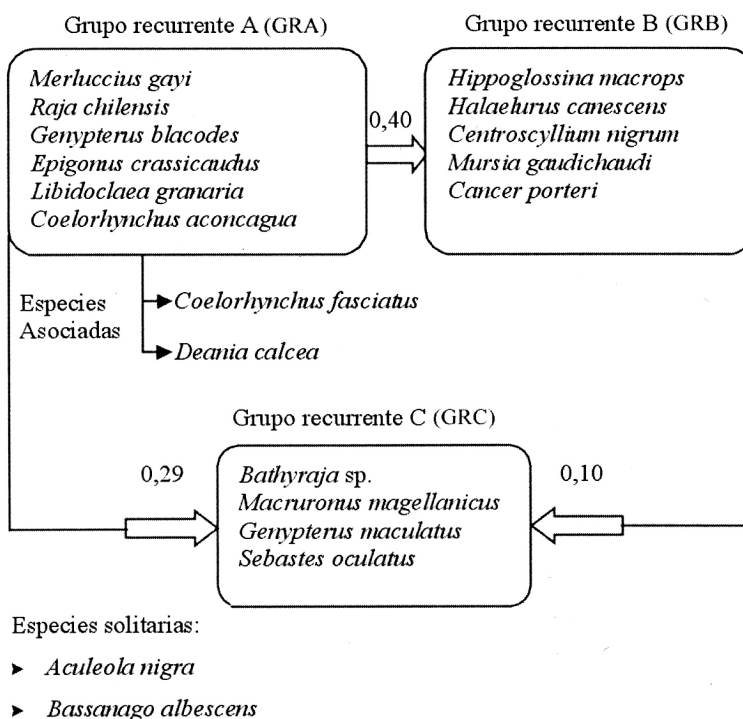 Grupo recurrente A (GRA)
Merluccius gayi
Raja chilensis
Genypterus blacodes
Epigonus crassicaudus
Libidoclaea granaria
Coelorhynchus aconcagua
0,40
Grupo recurrente B (GRB)
Hippoglossina macrops
Halaelurus canescens
Centroscyllium nigrum
Mursia gaudichaudi
Cancer porteri
Especies
Asociadas
Coelorhynchus fasciatus
Deania calcea
Grupo recurrente C (GRC)
0,29
Bathyraja sp.
Macruronus magellanicus
Genypterus maculatus
Sebastes oculatus
0,10
Especies solitarias:
➤ Aculeola nigra
➤ Bassanago albescens